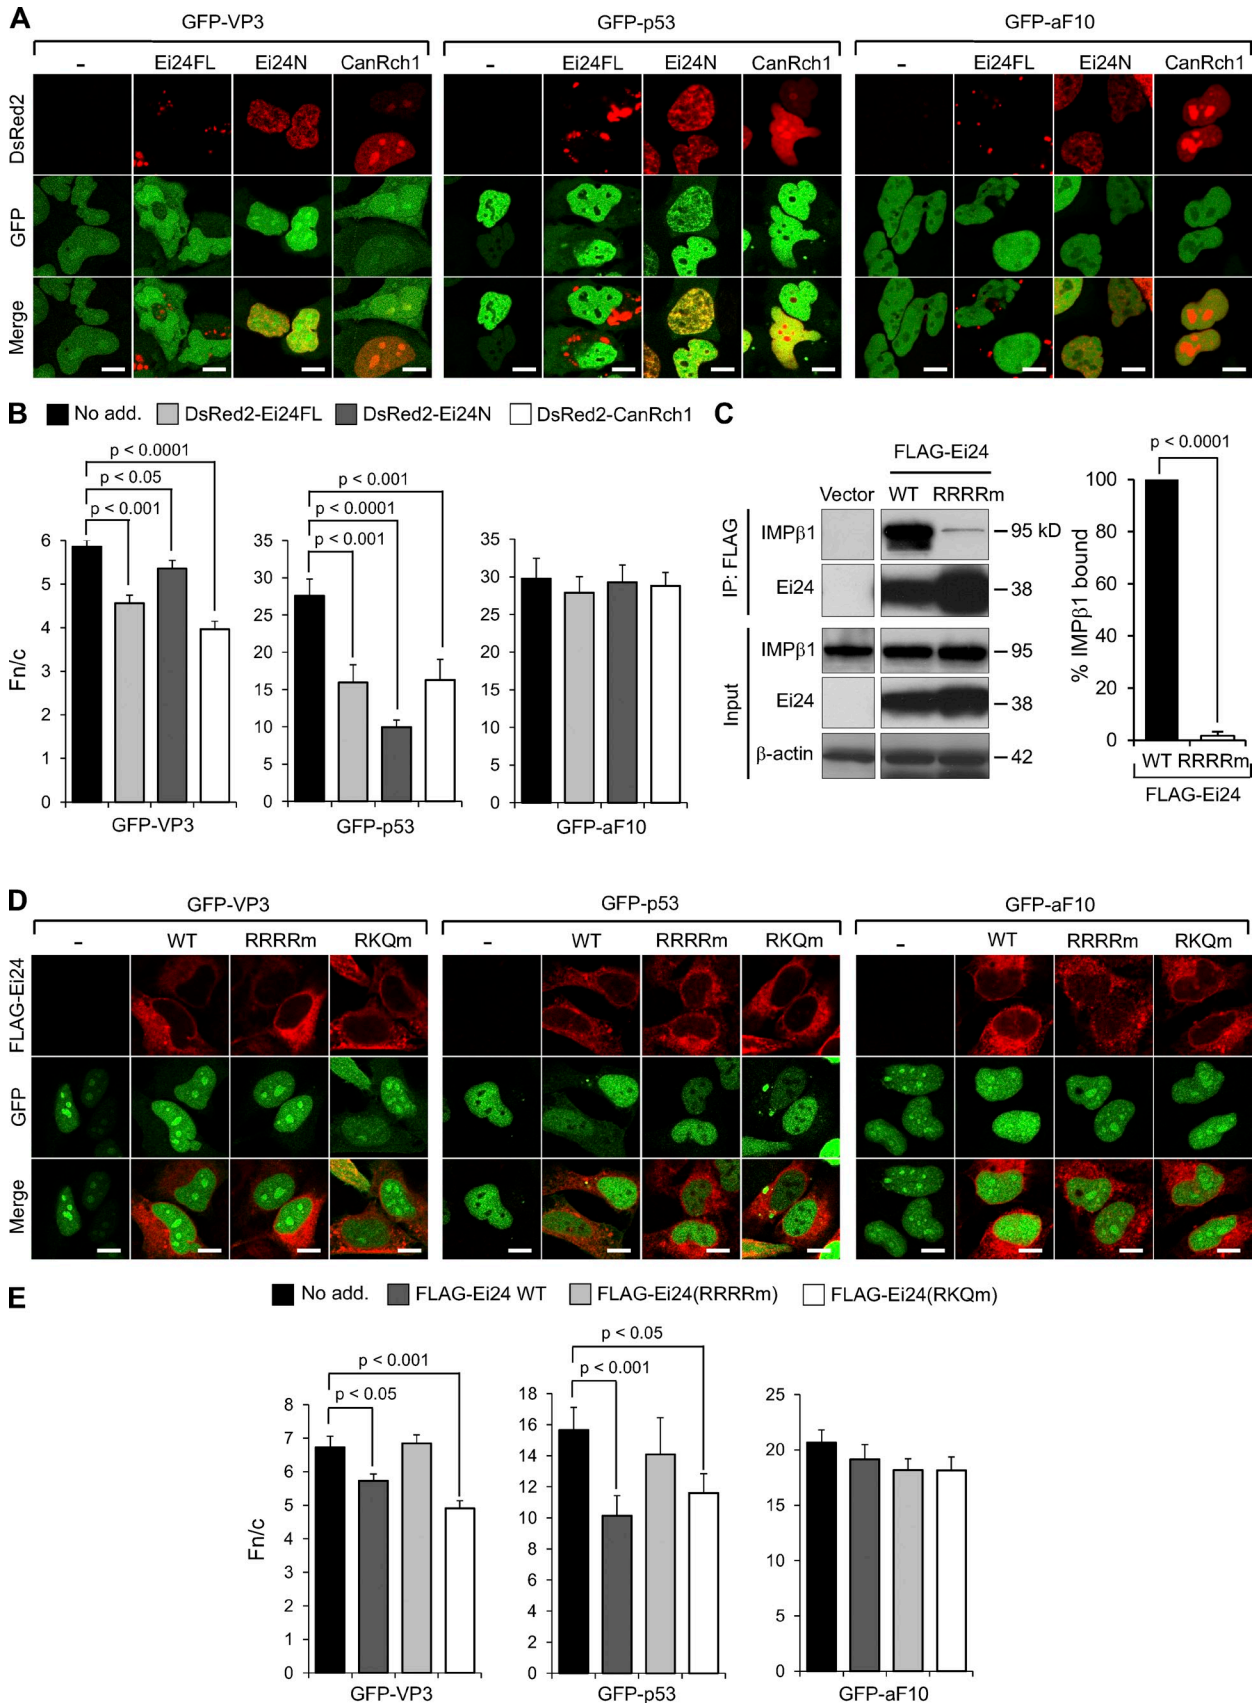 A
GFP-VP3
GFP-p53
GFP-aF10
- Ei24FL Ei24N CanRch1
- Ei24FL Ei24N CanRch1
- Ei24FL Ei24N CanRch1
DsRed2
GFP
Merge
B
No add. DsRed2-Ei24FL DsRed2-Ei24N DsRed2-CanRch1
p < 0.0001
p < 0.05
p < 0.001
Fn/c
6
5
4
3
2
1
0
GFP-VP3
p < 0.001
p < 0.0001
p < 0.001
35
30
25
20
15
10
5
0
GFP-p53
35
30
25
20
15
10
5
0
GFP-aF10
C
FLAG-Ei24
Vector WT RRRRm
IP: FLAG
IMPβ1 95 kD
Ei24 38
Input
IMPβ1 95
Ei24 38
β-actin 42
p < 0.0001
% IMPβ1 bound
100
80
60
40
20
0
WT RRRRm
FLAG-Ei24
D
GFP-VP3
GFP-p53
GFP-aF10
- WT RRRRm RKQm
- WT RRRRm RKQm
- WT RRRRm RKQm
FLAG-Ei24
GFP
Merge
E
No add. FLAG-Ei24 WT FLAG-Ei24(RRRRm) FLAG-Ei24(RKQm)
p < 0.001
p < 0.05
Fn/c
8
7
6
5
4
3
2
1
0
GFP-VP3
p < 0.05
p < 0.001
18
16
14
12
10
8
6
4
2
0
GFP-p53
25
20
15
10
5
0
GFP-aF10